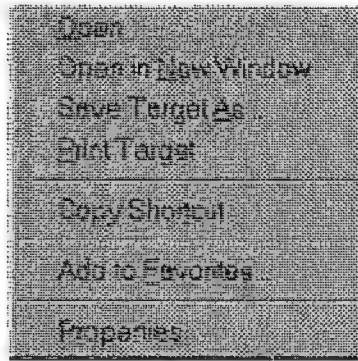 Open
Open in New Window
Save Target As...
Print Target
Copy Shortcut
Add to Favorites...
Properties